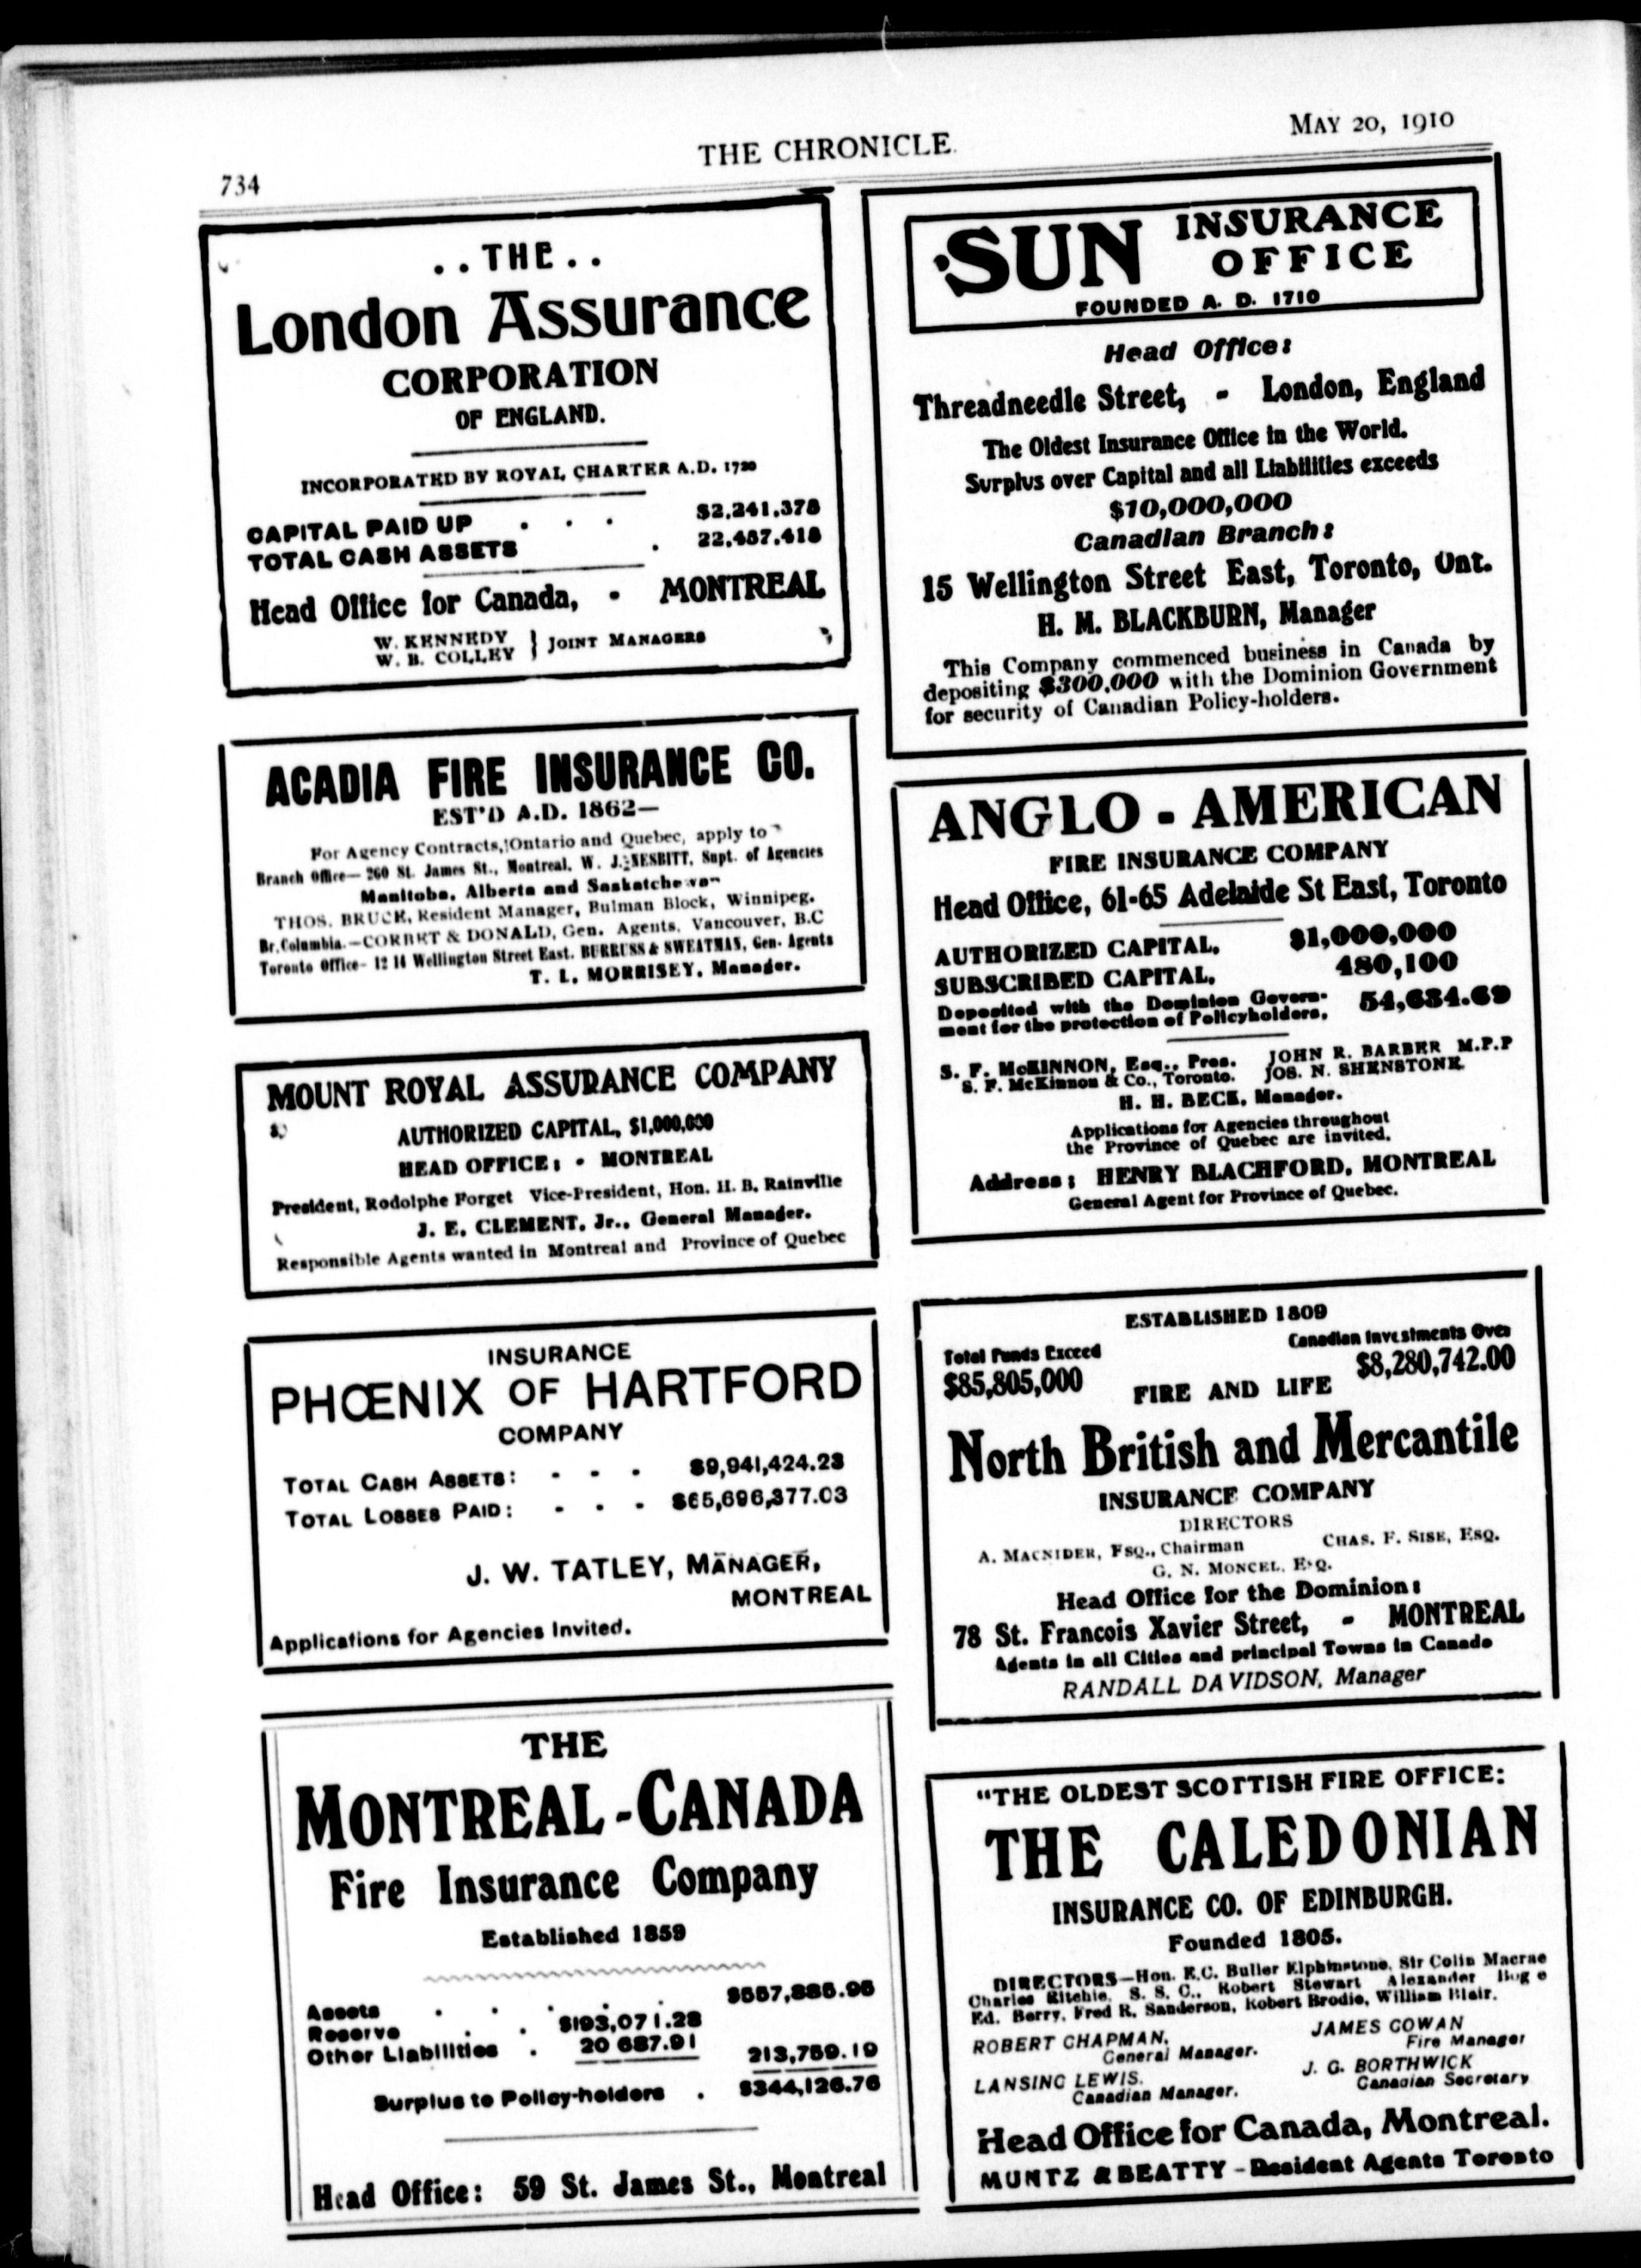 734
THE CHRONICLE.
MAY 20, 1910
. . THE . .
London Assurance
CORPORATION
OF ENGLAND.
INCORPORATED BY ROYAL CHARTER A.D. 1720
CAPITAL PAID UP . . . $2,241,375
TOTAL CASH ASSETS . 22,457,415
Head Office for Canada, - MONTREAL
W. KENNEDY
W. B. COLLEY } JOINT MANAGERS
ACADIA FIRE INSURANCE CO.
EST'D A.D. 1862—
For Agency Contracts, Ontario and Quebec, apply to
Branch Office— 260 St. James St., Montreal, W. J. NESBITT, Supt. of Agencies
Manitoba, Alberta and Saskatchewan
THOS. BRUCE, Resident Manager, Bulman Block, Winnipeg.
Br. Columbia.—CORBET & DONALD, Gen. Agents, Vancouver, B.C
Toronto Office- 12 14 Wellington Street East. BURRUSS & SWEATMAN, Gen. Agents
T. L. MORRISEY, Manager.
MOUNT ROYAL ASSURANCE COMPANY
AUTHORIZED CAPITAL, $1,000,000
HEAD OFFICE: - MONTREAL
President, Rodolphe Forget Vice-President, Hon. H. B. Rainville
J. E. CLEMENT, Jr., General Manager.
Responsible Agents wanted in Montreal and Province of Quebec
INSURANCE
PHŒNIX OF HARTFORD
COMPANY
TOTAL CASH ASSETS: - - - $9,941,424.23
TOTAL LOSSES PAID: - - - $65,696,377.03
J. W. TATLEY, MANAGER,
MONTREAL
Applications for Agencies Invited.
THE
MONTREAL-CANADA
Fire Insurance Company
Established 1859
Assets . . . . . $557,885.95
Reserve . . $193,071.28
Other Liabilities . 20 687.91 213,759.19
Surplus to Policy-holders . $344,126.76
Head Office: 59 St. James St., Montreal
SUN INSURANCE
OFFICE
FOUNDED A. D. 1710
Head Office:
Threadneedle Street, - London, England
The Oldest Insurance Office in the World.
Surplus over Capital and all Liabilities exceeds
$10,000,000
Canadian Branch:
15 Wellington Street East, Toronto, Ont.
H. M. BLACKBURN, Manager
This Company commenced business in Canada by
depositing $300,000 with the Dominion Government
for security of Canadian Policy-holders.
ANGLO - AMERICAN
FIRE INSURANCE COMPANY
Head Office, 61-65 Adelaide St East, Toronto
AUTHORIZED CAPITAL, $1,000,000
SUBSCRIBED CAPITAL, 480,100
Deposited with the Dominion Govern-
ment for the protection of Policyholders, 54,634.69
S. F. McKINNON, Esq., Pres. JOHN R. BARBER M.P.P
S. F. McKinnon & Co., Toronto. JOS. N. SHENSTONE
H. H. BECK, Manager.
Applications for Agencies throughout
the Province of Quebec are invited.
Address: HENRY BLACHFORD, MONTREAL
General Agent for Province of Quebec.
ESTABLISHED 1809
Total Funds Exceed Canadian Investments Over
$85,805,000 FIRE AND LIFE $8,280,742.00
North British and Mercantile
INSURANCE COMPANY
DIRECTORS
A. MACNIDER, ESQ., Chairman CHAS. F. SISE, ESQ.
G. N. MONCEL, ESQ.
Head Office for the Dominion:
78 St. Francois Xavier Street, - MONTREAL
Agents in all Cities and principal Towns in Canada
RANDALL DAVIDSON, Manager
"THE OLDEST SCOTTISH FIRE OFFICE:
THE CALEDONIAN
INSURANCE CO. OF EDINBURGH.
Founded 1805.
DIRECTORS—Hon. R.C. Buller Elphinstone, Sir Colin Macrae
Charles Ritchie, S. S. C., Robert Stewart Alexander
Ed. Berry, Fred R. Sanderson, Robert Brodie, William Blair.
ROBERT CHAPMAN, JAMES COWAN
General Manager. Fire Manager
LANSING LEWIS. J. G. BORTHWICK
Canadian Manager. Canadian Secretary
Head Office for Canada, Montreal.
MUNTZ & BEATTY - Resident Agents Toronto